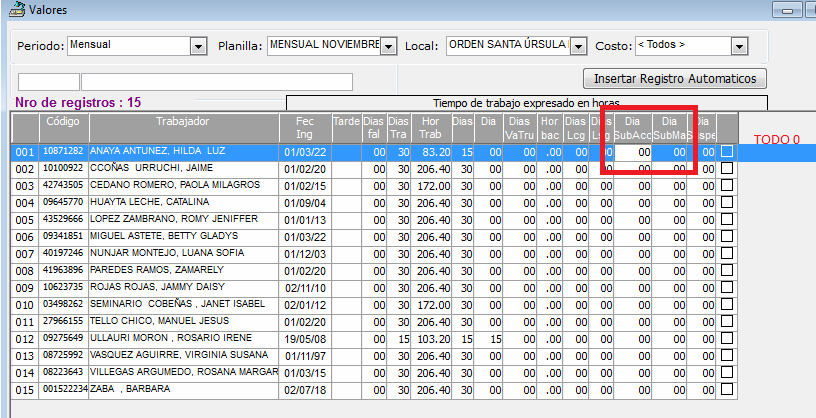 Valores
Periodo: Mensual Planilla: MENSUAL NOVIEMBRE Local: ORDEN SANTA ÚRSULA Costo: < Todos >
Insertar Registro Automaticos
Nro de registros : 15
Tiempo de trabajo expresado en horas
Código Trabajador Fec Ing Tarde Dias fal Dias Tra Hor Trab Dias Dia Dias VaTru Hor bac Dias Lcg Dias Lsg Dia SubAcc Dia SubMa Dia
TODO 0
001 10871282 ANAYA ANTUNEZ, HILDA LUZ 01/03/22 00 30 83.20 15 00 00 .00 00 00 00 00 00
002 10100922 CCOÑAS URRUCHI, JAIME 01/02/20 00 30 206.40 30 00 00 .00 00 00 00 00 00
003 42743505 CEDANO ROMERO, PAOLA MILAGROS 01/02/15 00 30 172.00 30 00 00 .00 00 00 00 00 00
004 09645770 HUAYTA LECHE, CATALINA 01/09/04 00 30 206.40 30 00 00 .00 00 00 00 00 00
005 43529666 LOPEZ ZAMBRANO, ROMY JENIFFER 01/01/13 00 30 206.40 30 00 00 .00 00 00 00 00 00
006 09341851 MIGUEL ASTETE, BETTY GLADYS 01/03/22 00 30 206.40 30 00 00 .00 00 00 00 00 00
007 40197246 NUNJAR MONTEJO, LUANA SOFIA 01/12/03 00 30 206.40 30 00 00 .00 00 00 00 00 00
008 41963896 PAREDES RAMOS, ZAMARELY 01/02/20 00 30 206.40 30 00 00 .00 00 00 00 00 00
009 10623735 ROJAS ROJAS, JAMMY DAISY 02/11/10 00 30 206.40 30 00 00 .00 00 00 00 00 00
010 03498262 SEMINARIO COBEÑAS , JANET ISABEL 02/01/12 00 30 172.00 30 00 00 .00 00 00 00 00 00
011 27966155 TELLO CHICO, MANUEL JESUS 01/02/20 00 30 206.40 30 00 00 .00 00 00 00 00 00
012 09275649 ULLAURI MORON , ROSARIO IRENE 19/05/08 00 15 103.20 15 15 00 .00 00 00 00 00 00
013 08725992 VASQUEZ AGUIRRE, VIRGINIA SUSANA 01/11/97 00 30 206.40 30 00 00 .00 00 00 00 00 00
014 08223643 VILLEGAS ARGUMEDO, ROSANA MARGAR 01/03/15 00 30 206.40 30 00 00 .00 00 00 00 00 00
015 001522234 ZABA , BARBARA 02/07/18 00 30 206.40 30 00 00 .00 00 00 00 00 00